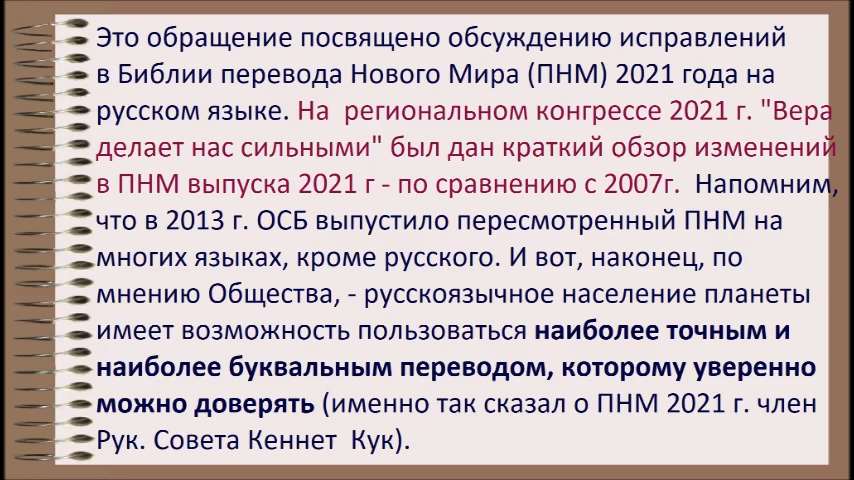 Это обращение посвящено обсуждению исправлений
в Библии перевода Нового Мира (ПНМ) 2021 года на
русском языке. На  региональном конгрессе 2021 г. "Вера
делает нас сильными" был дан краткий обзор изменений
в ПНМ выпуска 2021 г - по сравнению с 2007г.  Напомним,
что в 2013 г. ОСБ выпустило пересмотренный ПНМ на
многих языках, кроме русского. И вот, наконец, по
мнению Общества, - русскоязычное население планеты
имеет возможность пользоваться наиболее точным и
наиболее буквальным переводом, которому уверенно
можно доверять (именно так сказал о ПНМ 2021 г. член
Рук. Совета Кеннет  Кук).